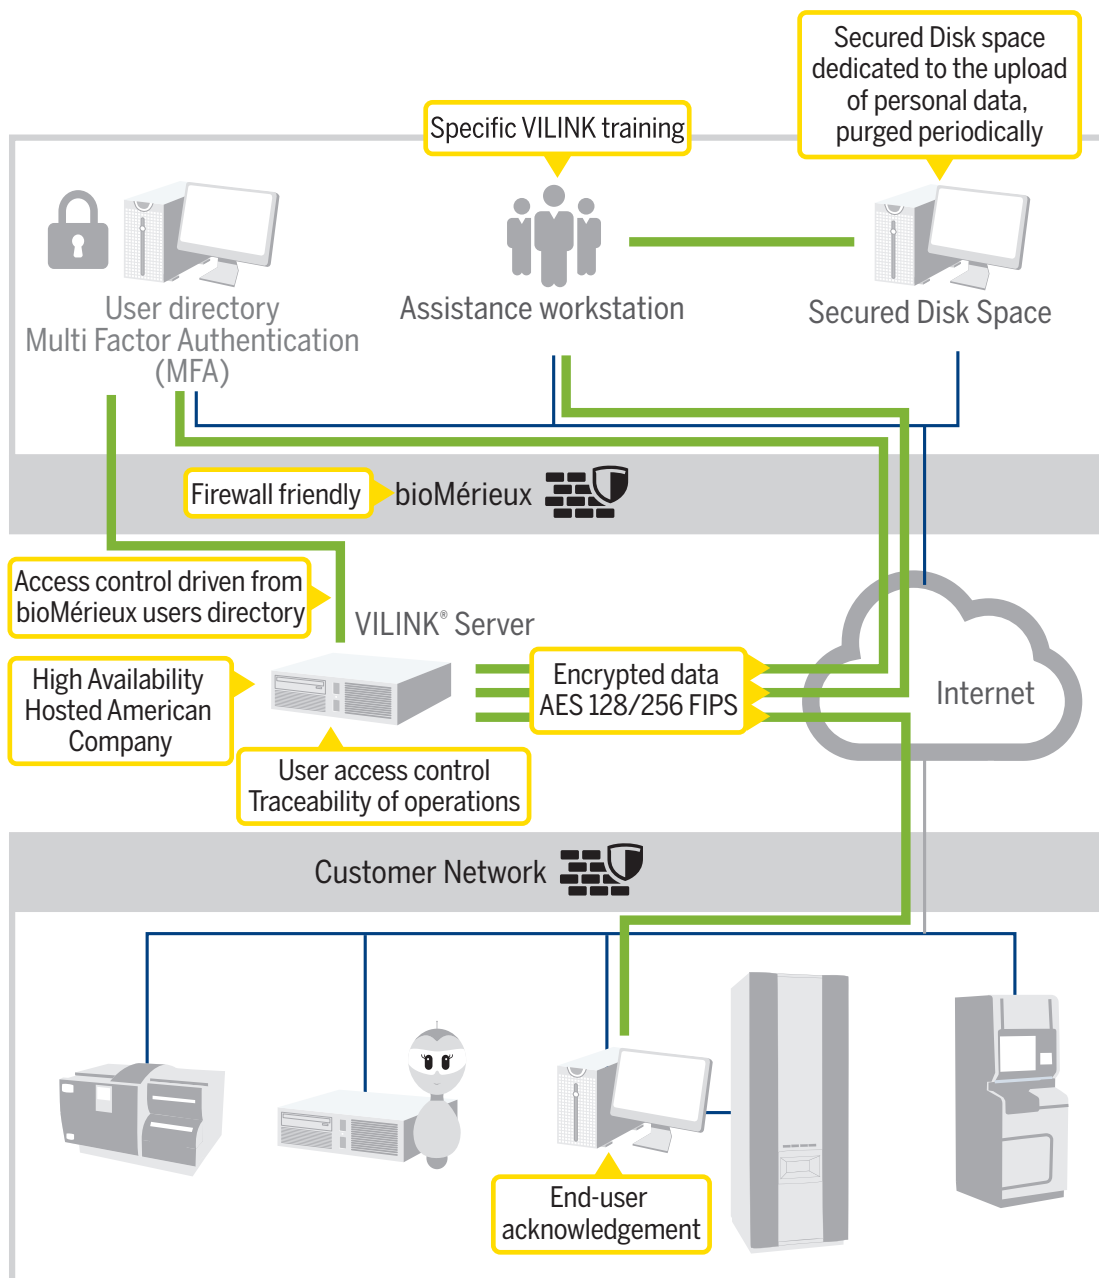 Secured Disk space
dedicated to the upload
of personal data,
purged periodically
Specific VILINK training
User directory
Multi Factor Authentication
(MFA)
Assistance workstation
Secured Disk Space
Firewall friendly
bioMérieux
Access control driven from
bioMérieux users directory
VILINK® Server
High Availability
Hosted American
Company
Encrypted data
AES 128/256 FIPS
Internet
User access control
Traceability of operations
Customer Network
End-user
acknowledgement